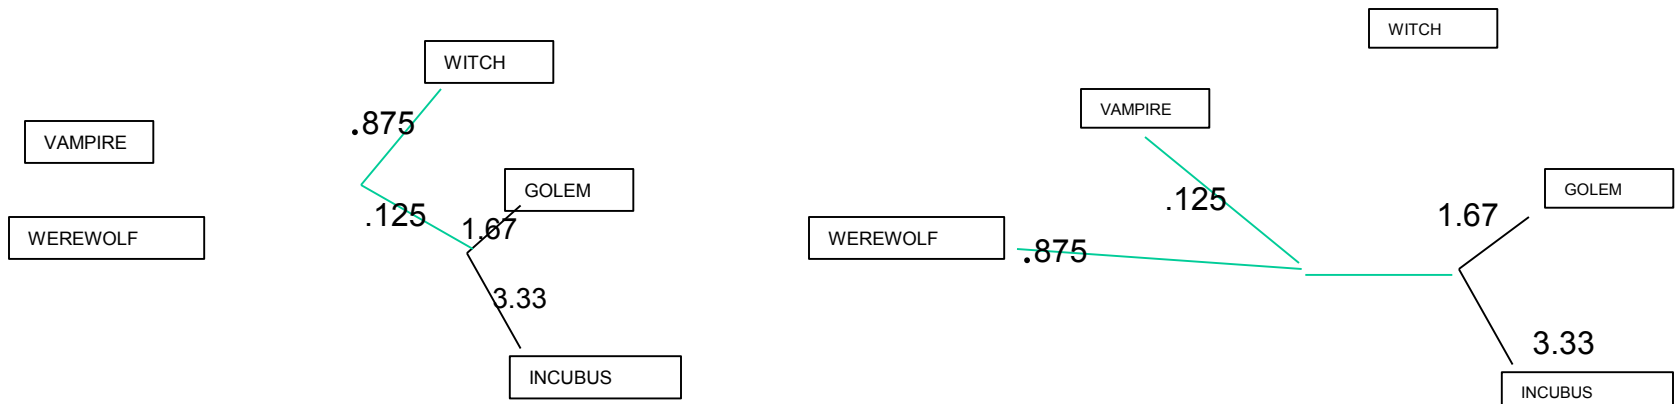 WITCH
.875
VAMPIRE
GOLEM
.125
1.67
WEREWOLF
3.33
INCUBUS
WITCH
VAMPIRE
GOLEM
.125
1.67
WEREWOLF
.875
3.33
INCUBUS